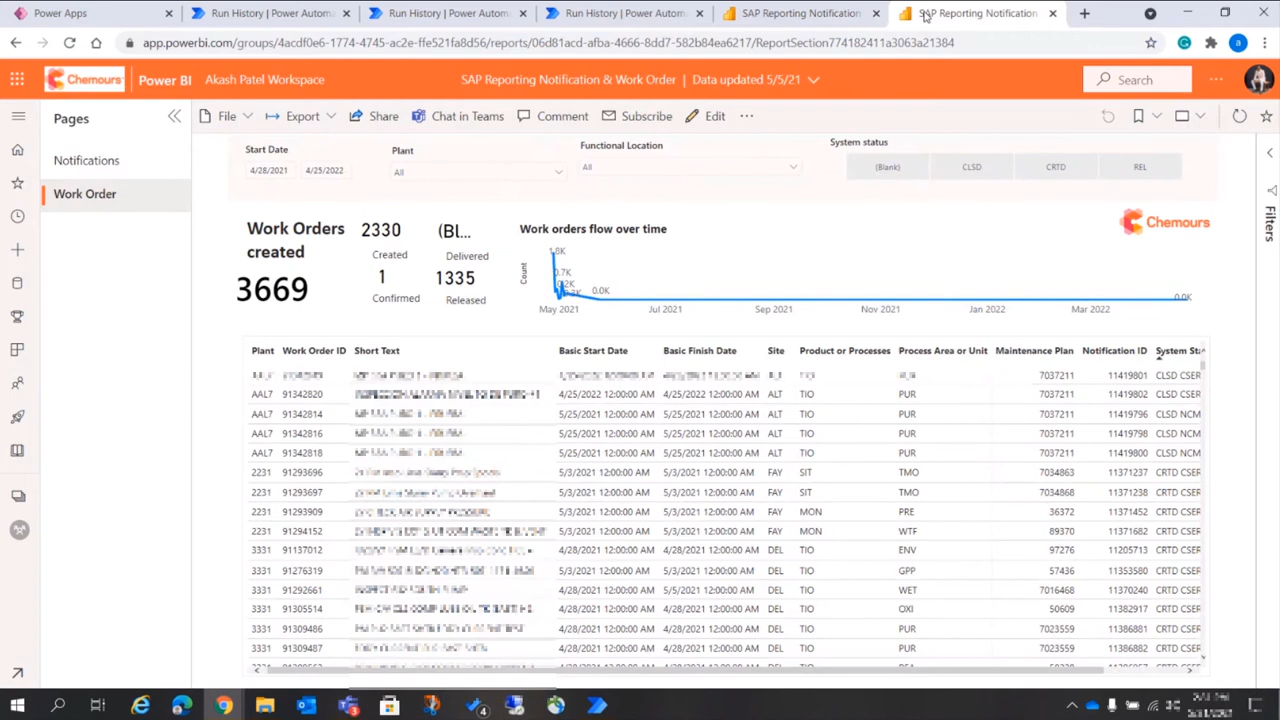 Power Apps
Run History | Power Automa
Run History | Power Automa
Run History | Power Automa
SAP Reporting Notification
SAP Reporting Notification
app.powerbi.com/groups/4acdf0e5-7474-4745-ac2e-ffe521fa8d56/reports/06d81acd-afba-4666-8dd7-582b84ea6217/ReportSection774182411a3063a21384
a
Chemours
Power BI
Akash Patel Workspace
SAP Reporting Notification & Work Order | Data updated 5/5/21
Search
Pages
File
Export
Share
Chat in Teams
Comment
Subscribe
Edit
Notifications
Work Order
Filters
Start Date
Plant
Functional Location
System status
4/28/2021 4/25/2022
All
All
(Blank) CLSD CRTD REL
Work Orders
created
3669
2330
Created
(Bl...
Delivered
1
Confirmed
1335
Released
Work orders flow over time
Chemours
Count
1.8K
0.7K
0.0K
0.0K
May 2021 Jul 2021 Sep 2021 Nov 2021 Jan 2022 Mar 2022
Plant Work Order ID Short Text Basic Start Date Basic Finish Date Site Product or Processes Process Area or Unit Maintenance Plan Notification ID System St
7037211 11419801 CLSD CSER
AAL7 91342820 4/25/2022 12:00:00 AM 4/25/2022 12:00:00 AM ALT TIO PUR 7037211 11419802 CLSD CSER
AAL7 91342814 5/25/2021 12:00:00 AM 5/25/2021 12:00:00 AM ALT TIO PUR 7037211 11419796 CLSD NCM
AAL7 91342816 5/25/2021 12:00:00 AM 5/25/2021 12:00:00 AM ALT TIO PUR 7037211 11419798 CLSD NCM
AAL7 91342818 5/25/2021 12:00:00 AM 5/25/2021 12:00:00 AM ALT TIO PUR 7037211 11419800 CLSD NCM
2231 91293696 5/3/2021 12:00:00 AM 5/3/2021 12:00:00 AM FAY SIT TMO 7034863 11371237 CRTD CSER
2231 91293697 5/3/2021 12:00:00 AM 5/3/2021 12:00:00 AM FAY SIT TMO 7034868 11371238 CRTD CSER
2231 91293909 5/3/2021 12:00:00 AM 5/3/2021 12:00:00 AM FAY MON PRE 36372 11371452 CRTD CSER
2231 91294152 5/3/2021 12:00:00 AM 5/3/2021 12:00:00 AM FAY MON WTF 89370 11371682 CRTD CSER
3331 91137012 4/28/2021 12:00:00 AM 4/28/2021 12:00:00 AM DEL TIO ENV 97276 11205713 CRTD CSER
3331 91276319 5/3/2021 12:00:00 AM 5/3/2021 12:00:00 AM DEL TIO GPP 57436 11353580 CRTD CSER
3331 91292661 4/28/2021 12:00:00 AM 5/5/2021 12:00:00 AM DEL TIO WET 7016468 11370240 CRTD CSER
3331 91305514 4/28/2021 12:00:00 AM 4/28/2021 12:00:00 AM DEL TIO OXI 50609 11382917 CRTD CSER
3331 91309486 4/28/2021 12:00:00 AM 4/28/2021 12:00:00 AM DEL TIO PUR 7023559 11386881 CRTD CSER
3331 91309487 4/28/2021 12:00:00 AM 4/28/2021 12:00:00 AM DEL TIO PUR 7023559 11386882 CRTD CSER